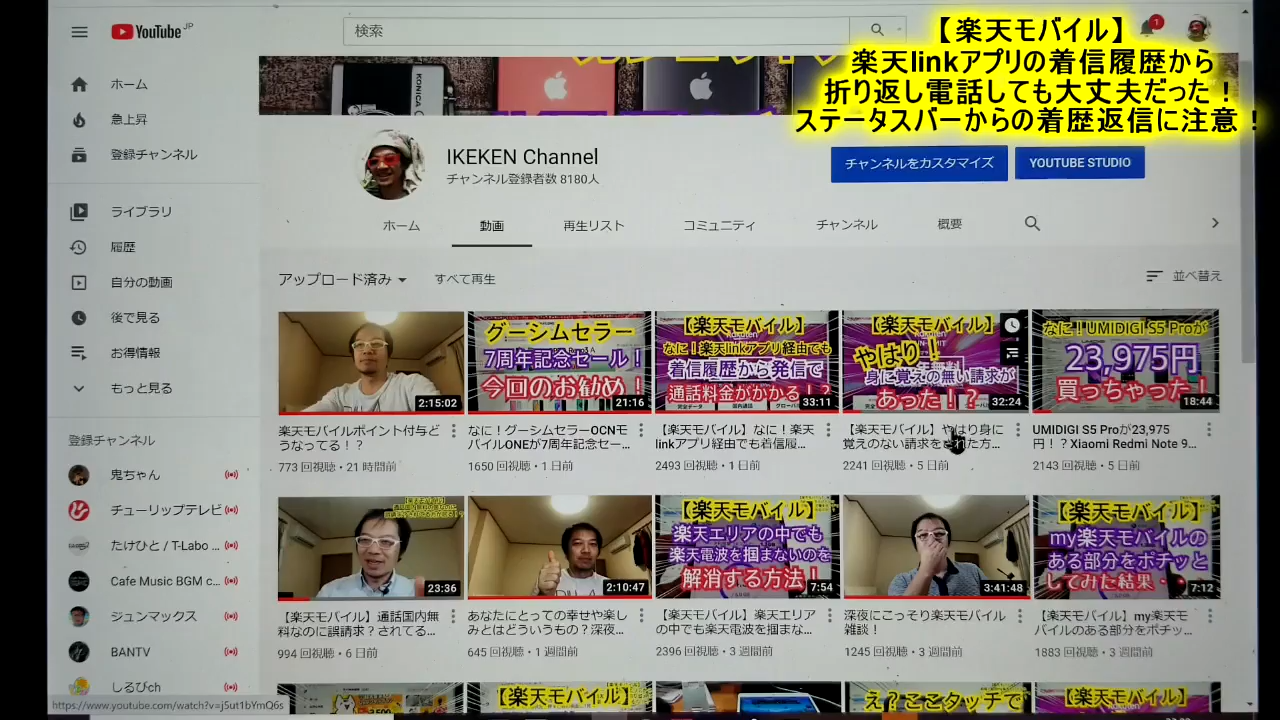 YouTube JP
検索
1
【楽天モバイル】
楽天linkアプリの着信履歴から
折り返し電話しても大丈夫だった！
ステータスバーからの着歴返信に注意！
ホーム
急上昇
登録チャンネル
ライブラリ
履歴
自分の動画
後で見る
お得情報
もっと見る
登録チャンネル
鬼ちゃん
チューリップテレビ
たけひと / T-Labo ...
Cafe Music BGM c...
ジュンマックス
BANTV
しるびch
KONICA
IKEKEN Channel
チャンネル登録者数 8180人
チャンネルをカスタマイズ
YOUTUBE STUDIO
ホーム
動画
再生リスト
コミュニティ
チャンネル
概要
アップロード済み
すべて再生
並べ替え
2:15:02
楽天モバイルポイント付与ど
うなってる！？
773 回視聴・21 時間前
グーシムセラー
7周年記念セール！
今回のお勧め！
21:16
なに！グーシムセラーOCNモ
バイルONEが7周年記念セー...
1650 回視聴・1 日前
【楽天モバイル】
なに！楽天linkアプリ経由でも
着信履歴から発信で
通話料金がかかる！？
33:11
【楽天モバイル】なに！楽天
linkアプリ経由でも着信履...
2493 回視聴・1 日前
【楽天モバイル】
やはり！
身に覚えの無い請求が
あった！？
32:24
【楽天モバイル】やはり身に
覚えのない請求をされた方...
2241 回視聴・5 日前
なに！UMIDIGI S5 Proが
23,975円
買っちゃった！
18:44
UMIDIGI S5 Proが23,975
円！？Xiaomi Redmi Note 9...
2143 回視聴・5 日前
23:36
【楽天モバイル】通話国内無
料なのに誤請求？されてる...
994 回視聴・6 日前
2:10:47
あなたにとっての幸せや楽し
みとはどういうもの？深夜...
645 回視聴・1 週間前
【楽天モバイル】
楽天エリアの中でも
楽天電波を掴まないのを
解消する方法！
7:54
【楽天モバイル】楽天エリア
の中でも楽天電波を掴まな...
2396 回視聴・3 週間前
3:41:48
深夜にこっそり楽天モバイル
雑談！
1245 回視聴・3 週間前
【楽天モバイル】
my楽天モバイルの
ある部分をポチッと
してみた結果・
7:12
【楽天モバイル】my楽天モ
バイルのある部分をポチッ...
1883 回視聴・3 週間前
【楽天モバイル】
え？ここタッチで
【楽天モバイル】
https://www.youtube.com/watch?v=j5ut1bYmQ6s